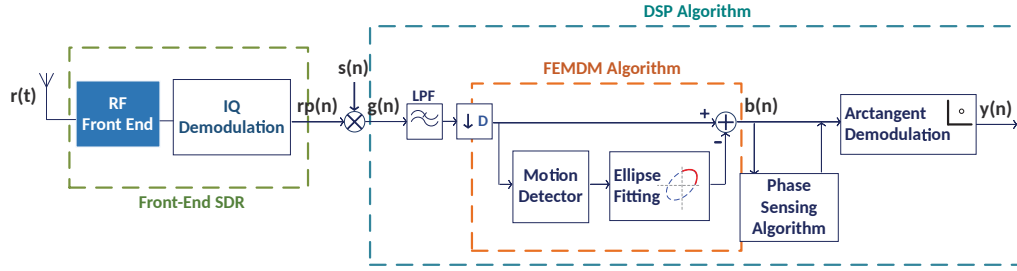 DSP Algorithm
FEMDM Algorithm
s(n)
r(t)
RF
Front End
IQ
Demodulation
rp(n)
g(n)
LPF
↓ D
+
-
b(n)
Motion
Detector
Ellipse
Fitting
Arctangent
Demodulation
y(n)
Phase
Sensing
Algorithm
Front-End SDR